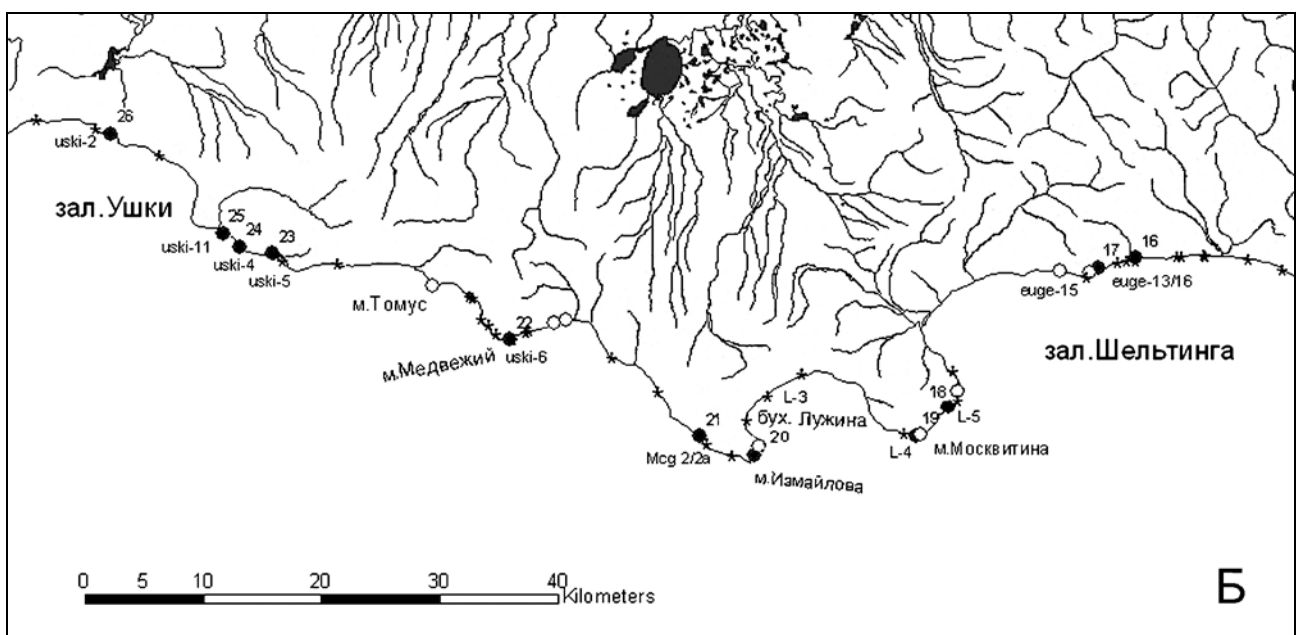 26
uski-2
зал.Ушки
25
24
23
uski-11
uski-4
uski-5
м.Томус
22
м.Медвежий
uski-6
21
Mcg 2/2a
20
м.Измайлова
L-3
бух. Лужина
18
19
L-5
L-4
м.Москвитина
17
16
euge-15
euge-13/16
зал.Шельтинга
0 5 10 20 30 40 Kilometers
Б